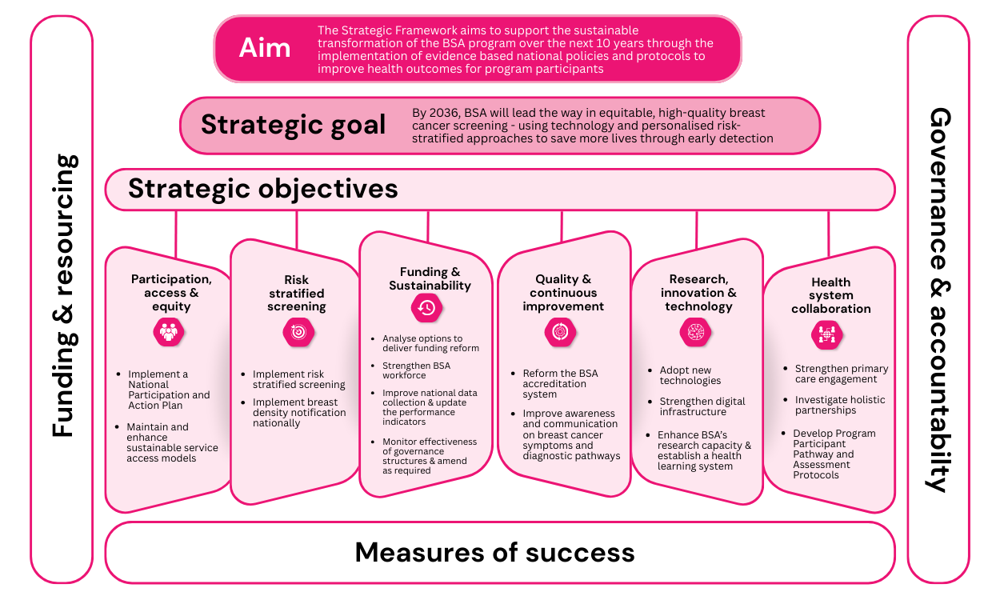 Aim
The Strategic Framework aims to support the sustainable
transformation of the BSA program over the next 10 years through the
implementation of evidence based national policies and protocols to
improve health outcomes for program participants
Strategic goal
By 2036, BSA will lead the way in equitable, high-quality breast
cancer screening - using technology and personalised risk-
stratified approaches to save more lives through early detection
Strategic objectives
Funding & resourcing
Participation,
access &
equity
• Implement a
National
Participation and
Action Plan
• Maintain and
enhance
sustainable service
access models
Risk
stratified
screening
• Implement risk
stratified screening
• Implement breast
density notification
nationally
Funding &
Sustainability
• Analyse options to
deliver funding reform
• Strengthen BSA
workforce
• Improve national data
collection & update
the performance
indicators
• Monitor effectiveness
of governance
structures & amend
as required
Quality &
continuous
improvement
• Reform the BSA
accreditation
system
• Improve awareness
and communication
on breast cancer
symptoms and
diagnostic pathways
Research,
innovation &
technology
• Adopt new
technologies
• Strengthen digital
infrastructure
• Enhance BSA's
research capacity &
establish a health
learning system
Health
system
collaboration
• Strengthen primary
care engagement
• Investigate holistic
partnerships
• Develop Program
Participant
Pathway and
Assessment
Protocols
Governance & accountabilty
Measures of success